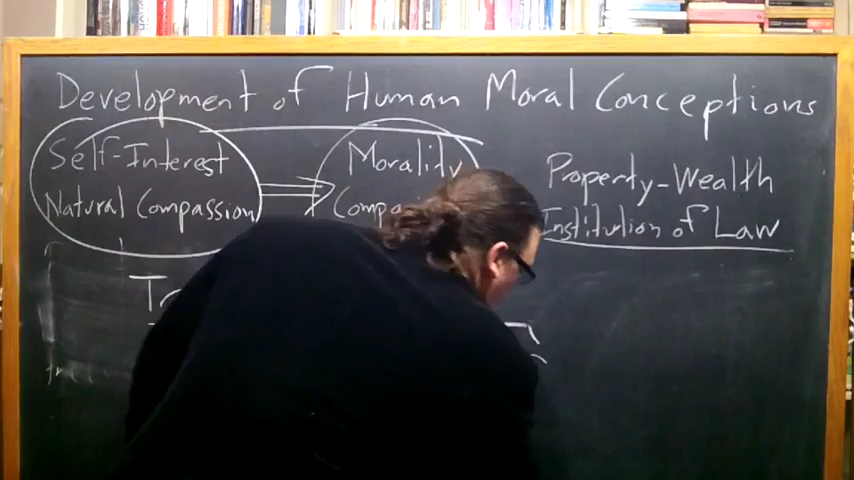 Development of Human Moral Conceptions
Self-Interest
Natural Compassion
Morality
Property-Wealth
Institution of Law